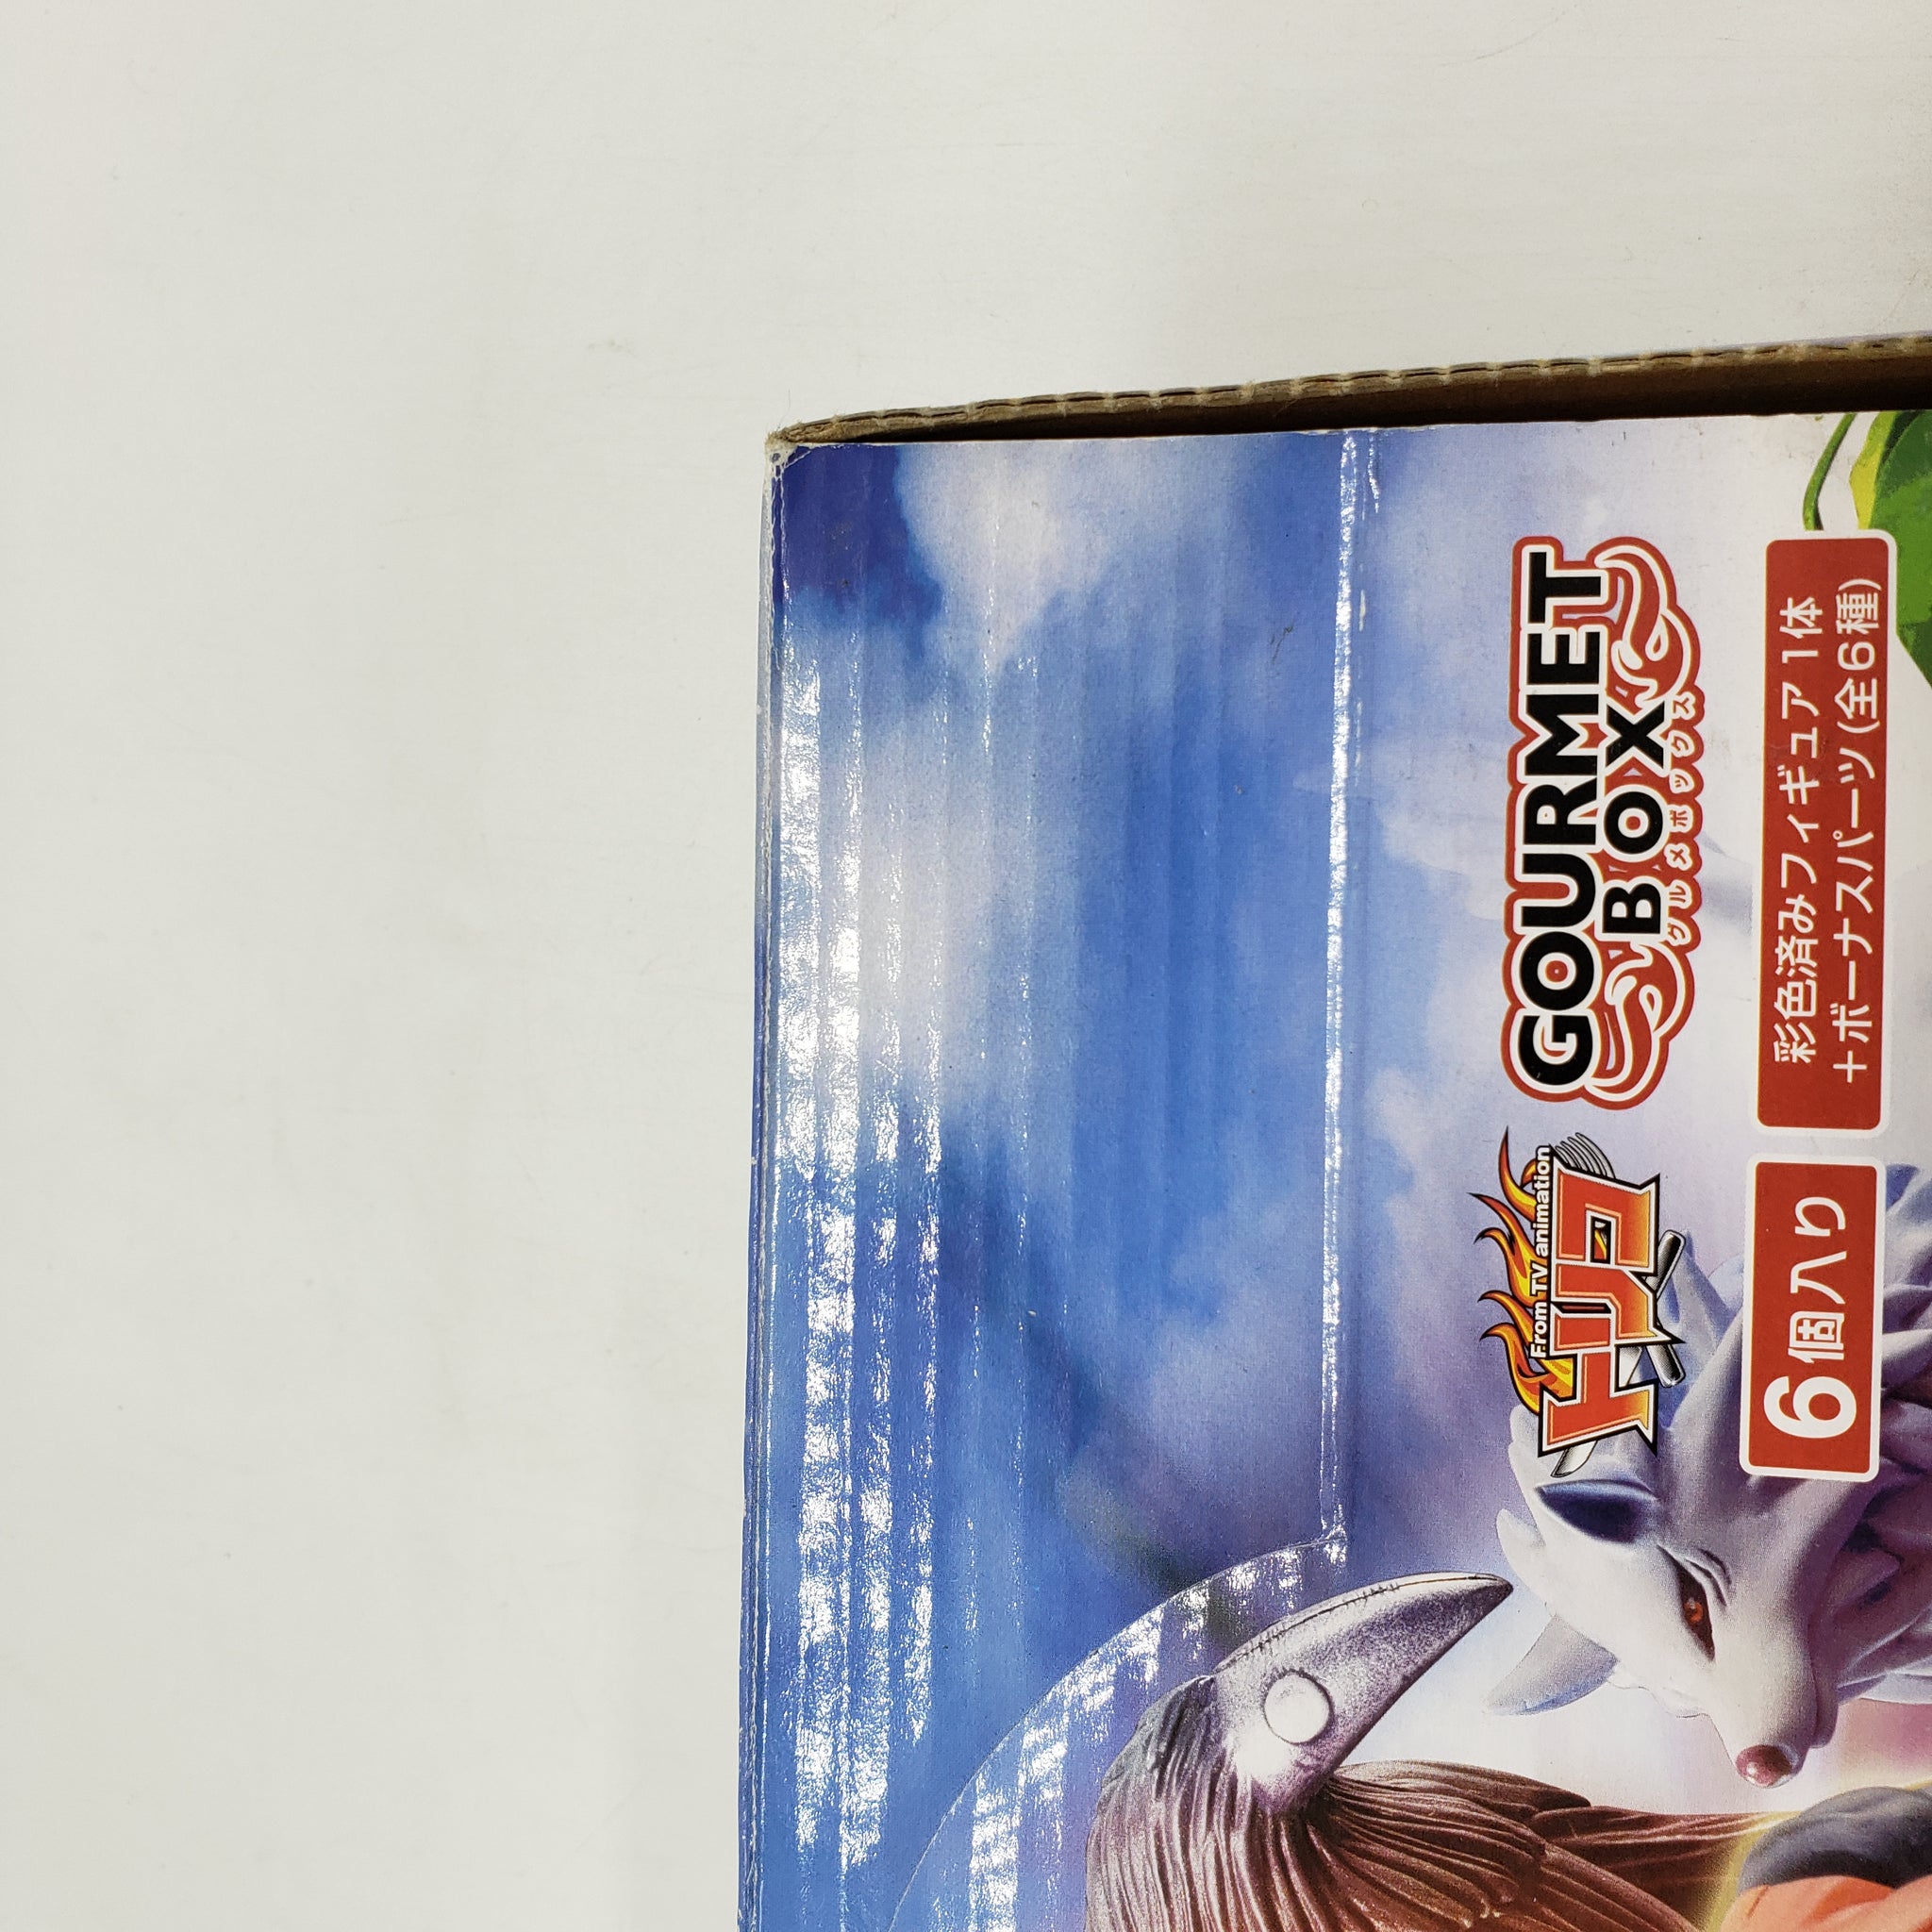 From TV animation
トリコ
GOURMET
BOX
グルメボックス
6個入り
彩色済みフィギュア1体
+ボーナスパーツ(全6種)